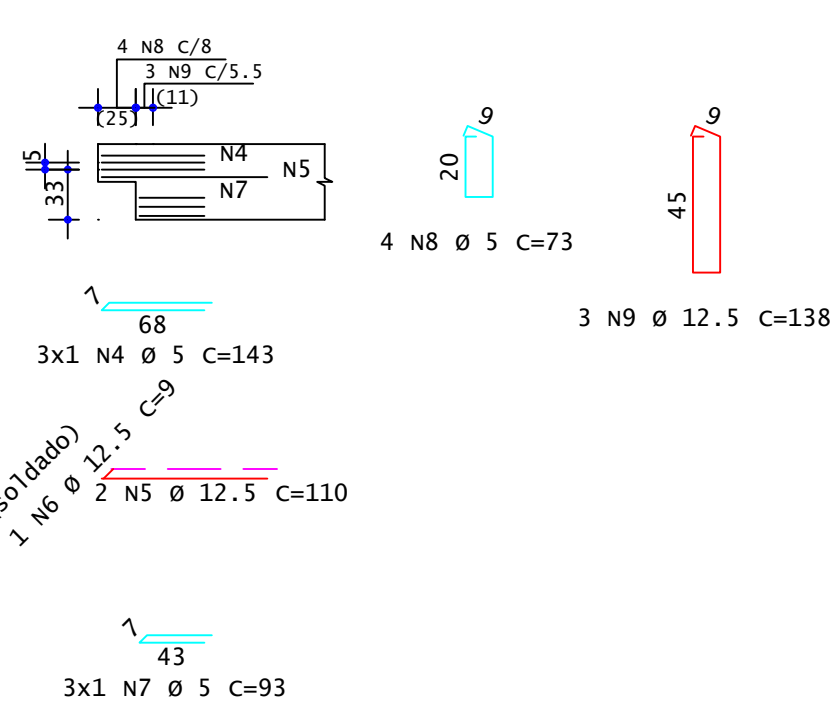 4 N8 C/8
3 N9 C/5.5
(11)
(25)
5
33
N4
N5
N7
9
20
4 N8 Ø 5 C=73
9
45
3 N9 Ø 12.5 C=138
7
68
3x1 N4 Ø 5 C=143
soldado)
1 N6 Ø 12.5 C=9
2 N5 Ø 12.5 C=110
7
43
3x1 N7 Ø 5 C=93